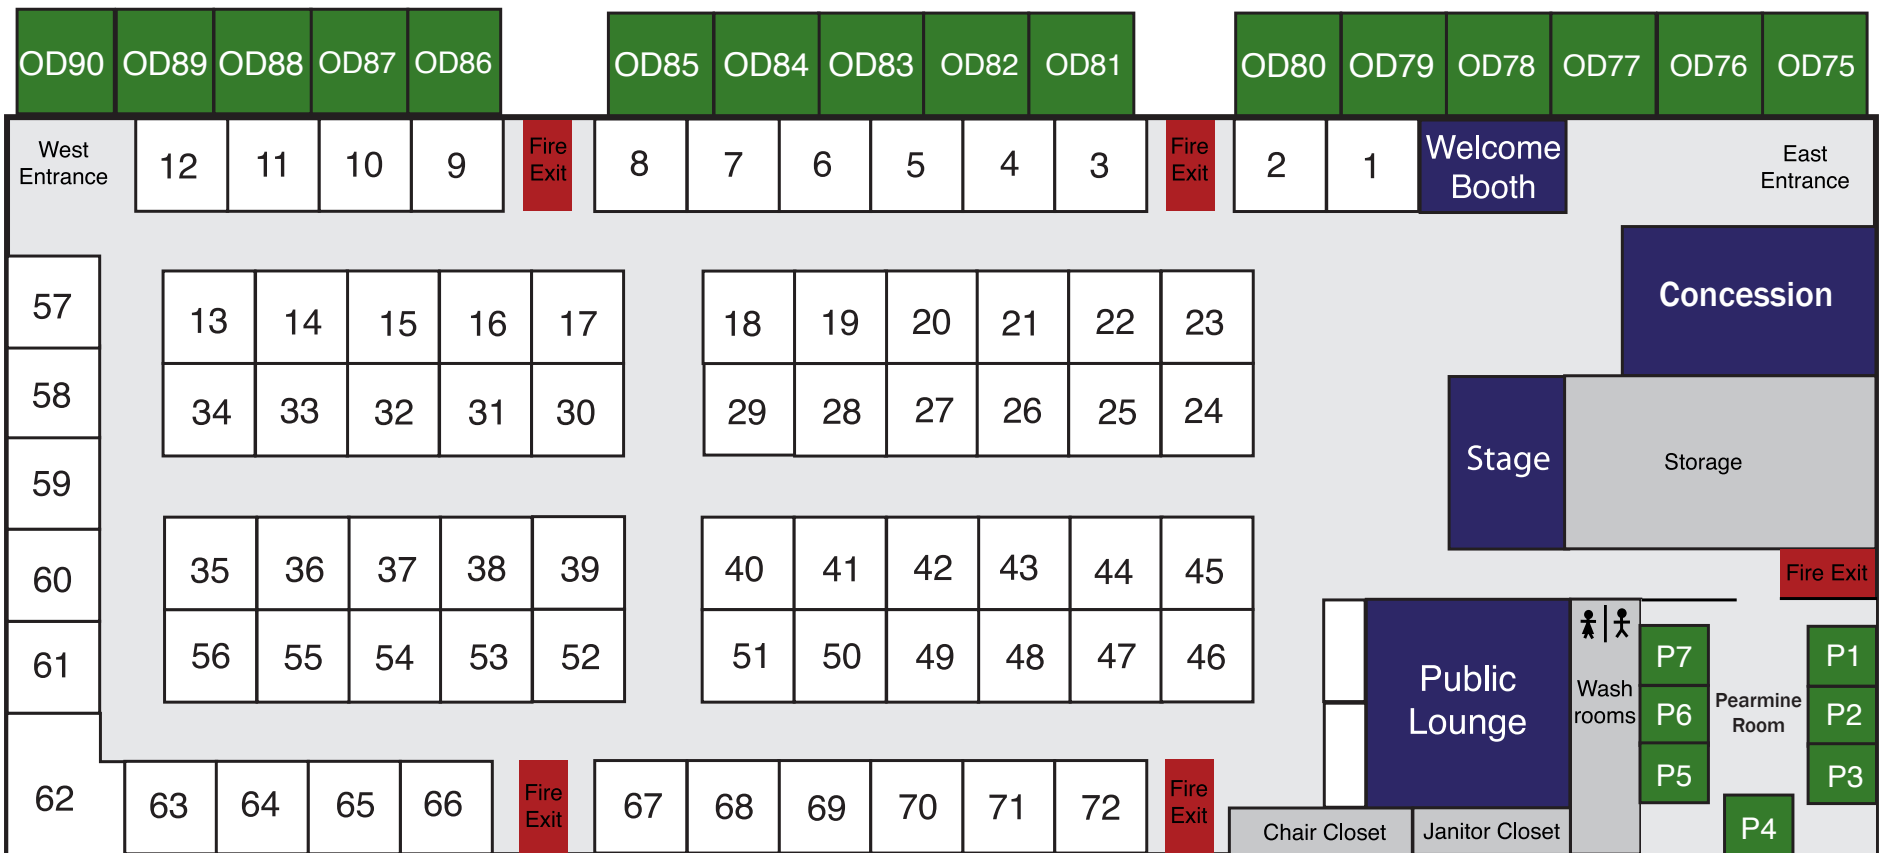 OD90 OD89 OD88 OD87 OD86 OD85 OD84 OD83 OD82 OD81 OD80 OD79 OD78 OD77 OD76 OD75
West
Entrance
12 11 10 9
Fire
Exit
8 7 6 5 4 3
Fire
Exit
2 1
Welcome
Booth
East
Entrance
Concession
57
58
59
60
61
62
13 14 15 16 17
34 33 32 31 30
18 19 20 21 22 23
29 28 27 26 25 24
Stage
Storage
Fire Exit
35 36 37 38 39
56 55 54 53 52
40 41 42 43 44 45
51 50 49 48 47 46
Public
Lounge
Wash
rooms
P7
P6
P5
Pearmine
Room
P1
P2
P3
P4
63 64 65 66
Fire
Exit
67 68 69 70 71 72
Fire
Exit
Chair Closet
Janitor Closet